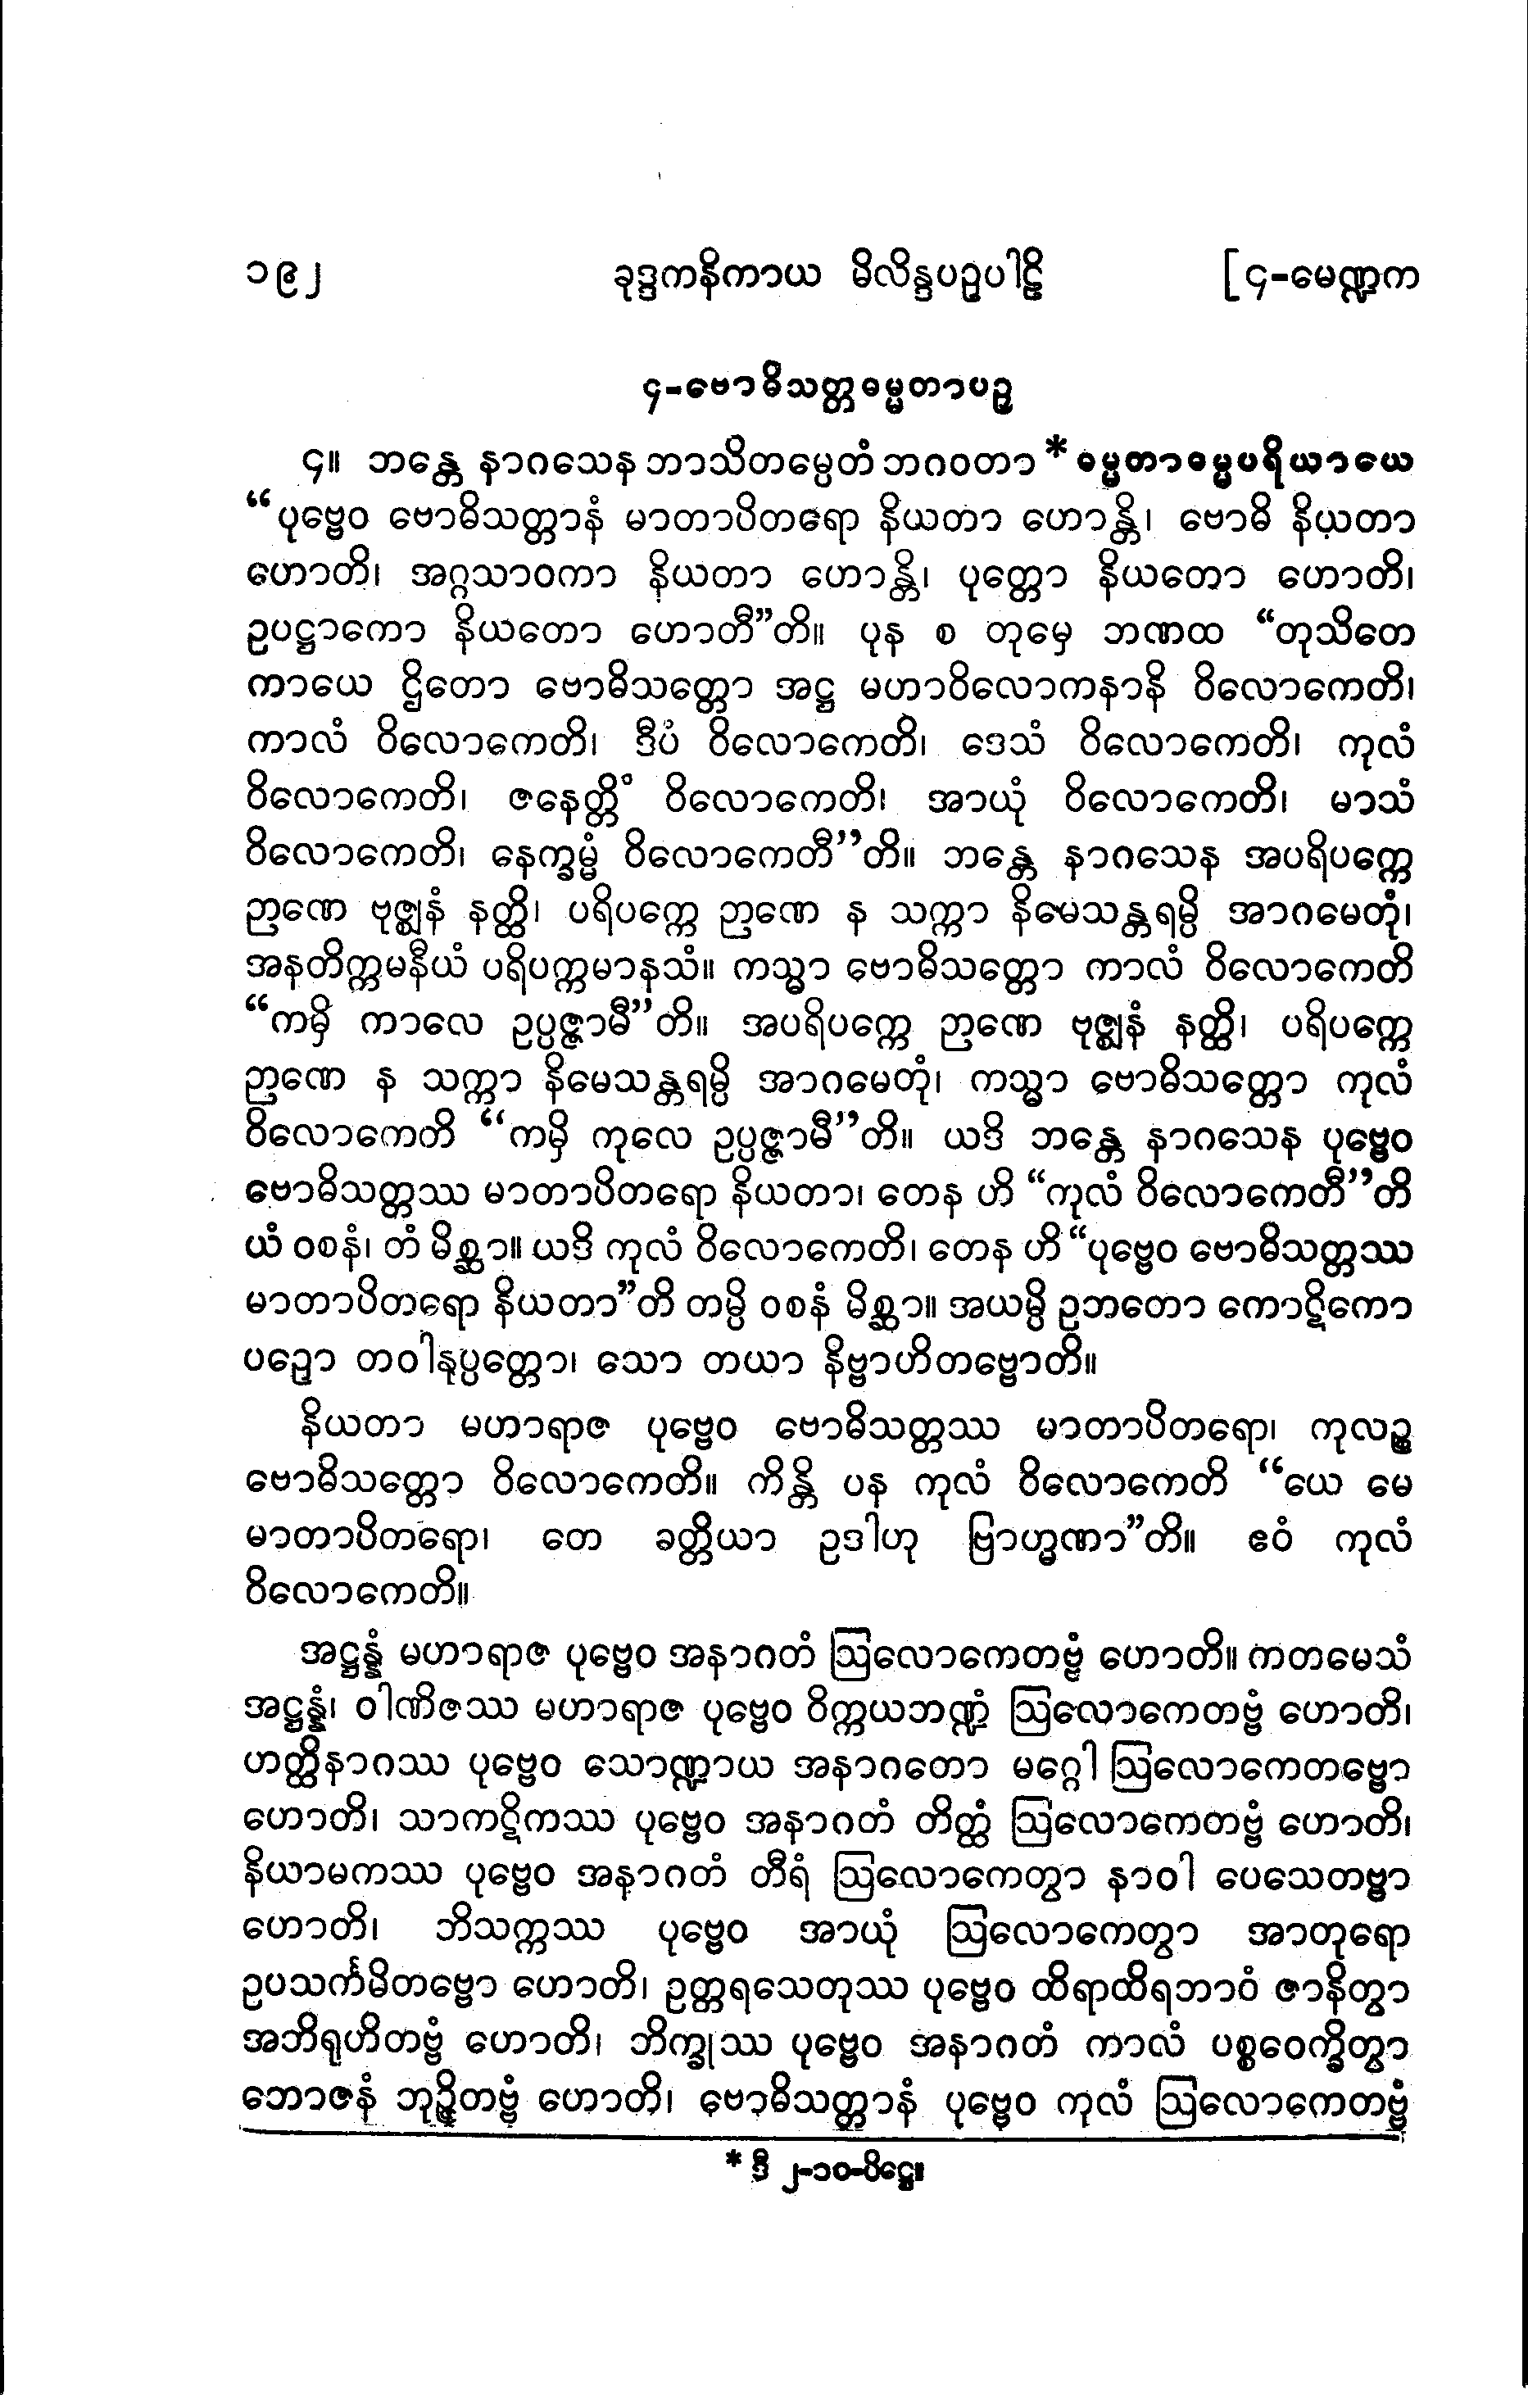 ၁၉၂ ခုဒ္ဒကနိကာယ မိလိန္ဒပဉှပါဠိ [၄-မေဏ္ဍက
၄-ဗောဓိသတ္တဓမ္မတာပဉှ
၄။ ဘန္တေ နာဂသေန ဘာသိတမ္ပေတံ ဘဂဝတာ * ဓမ္မတာဓမ္မပရိယာယေ
“ပုဗ္ဗေဝ ဗောဓိသတ္တာနံ မာတာပိတရော နိယတာ ဟောန္တိ၊ ဗောဓိ နိယတာ
ဟောတိ၊ အဂ္ဂသာဝကာ နိယတာ ဟောန္တိ၊ ပုတ္တော နိယတော ဟောတိ၊
ဥပဋ္ဌာကော နိယတော ဟောတီ”တိ။ ပုန စ တုမှေ ဘဏထ “တုသိတေ
ကာယေ ဌိတော ဗောဓိသတ္တော အဋ္ဌ မဟာဝိလောကနာနိ ဝိလောကေတိ၊
ကာလံ ဝိလောကေတိ၊ ဒီပံ ဝိလောကေတိ၊ ဒေသံ ဝိလောကေတိ၊ ကုလံ
ဝိလောကေတိ၊ ဇနေတ္တိံ ဝိလောကေတိ၊ အာယုံ ဝိလောကေတိ၊ မာသံ
ဝိလောကေတိ၊ နေက္ခမ္မံ ဝိလောကေတီ”တိ။ ဘန္တေ နာဂသေန အပရိပက္ကေ
ဉာဏေ ဗုဇ္ဈနံ နတ္ထိ၊ ပရိပက္ကေ ဉာဏေ န သက္ကာ နိမေသန္တရမ္ပိ အာဂမေတုံ၊
အနတိက္ကမနီယံ ပရိပက္ကမာနသံ။ ကသ္မာ ဗောဓိသတ္တော ကာလံ ဝိလောကေတိ
“ကမှိ ကာလေ ဥပ္ပဇ္ဇာမီ”တိ။ အပရိပက္ကေ ဉာဏေ ဗုဇ္ဈနံ နတ္ထိ၊ ပရိပက္ကေ
ဉာဏေ န သက္ကာ နိမေသန္တရမ္ပိ အာဂမေတုံ၊ ကသ္မာ ဗောဓိသတ္တော ကုလံ
ဝိလောကေတိ “ကမှိ ကုလေ ဥပ္ပဇ္ဇာမီ”တိ။ ယဒိ ဘန္တေ နာဂသေန ပုဗ္ဗေဝ
ဗောဓိသတ္တဿ မာတာပိတရော နိယတာ၊ တေန ဟိ “ကုလံ ဝိလောကေတီ”တိ
ယံ ဝစနံ၊ တံ မိစ္ဆာ။ ယဒိ ကုလံ ဝိလောကေတိ၊ တေန ဟိ “ပုဗ္ဗေဝ ဗောဓိသတ္တဿ
မာတာပိတရော နိယတာ”တိ တမ္ပိ ဝစနံ မိစ္ဆာ။ အယမ္ပိ ဥဘတော ကောဋိကော
ပဉှော တဝါနုပ္ပတ္တော၊ သော တယာ နိဗ္ဗာဟိတဗ္ဗောတိ။
နိယတာ မဟာရာဇ ပုဗ္ဗေဝ ဗောဓိသတ္တဿ မာတာပိတရော၊ ကုလဉ္စ
ဗောဓိသတ္တော ဝိလောကေတိ။ ကိန္တိ ပန ကုလံ ဝိလောကေတိ “ယေ မေ
မာတာပိတရော၊ တေ ခတ္တိယာ ဥဒါဟု ဗြာဟ္မဏာ”တိ။ ဧဝံ ကုလံ
ဝိလောကေတိ။
အဋ္ဌန္နံ မဟာရာဇ ပုဗ္ဗေဝ အနာဂတံ ဩလောကေတဗ္ဗံ ဟောတိ။ ကတမေသံ
အဋ္ဌန္နံ၊ ဝါဏိဇဿ မဟာရာဇ ပုဗ္ဗေဝ ဝိက္ကယဘဏ္ဍံ ဩလောကေတဗ္ဗံ ဟောတိ၊
ဟတ္ထိနာဂဿ ပုဗ္ဗေဝ သောဏ္ဍာယ အနာဂတော မဂ္ဂေါ ဩလောကေတဗ္ဗော
ဟောတိ၊ သာကဋိကဿ ပုဗ္ဗေဝ အနာဂတံ တိတ္ထံ ဩလောကေတဗ္ဗံ ဟောတိ၊
နိယာမကဿ ပုဗ္ဗေဝ အနာဂတံ တီရံ ဩလောကေတွာ နာဝါ ပေသေတဗ္ဗာ
ဟောတိ၊ ဘိသက္ကဿ ပုဗ္ဗေဝ အာယုံ ဩလောကေတွာ အာတုရော
ဥပသင်္ကမိတဗ္ဗော ဟောတိ၊ ဥတ္တရသေတုဿ ပုဗ္ဗေဝ ထိရာထိရဘာဝံ ဇာနိတွာ
အဘိရုဟိတဗ္ဗံ ဟောတိ၊ ဘိက္ခုဿ ပုဗ္ဗေဝ အနာဂတံ ကာလံ ပစ္စဝေက္ခိတွာ
ဘောဇနံ ဘုဉ္ဇိတဗ္ဗံ ဟောတိ၊ ဗောဓိသတ္တာနံ ပုဗ္ဗေဝ ကုလံ ဩလောကေတဗ္ဗံ
* ဒီ ၂-၁၀-ပိဋ္ဌေ။